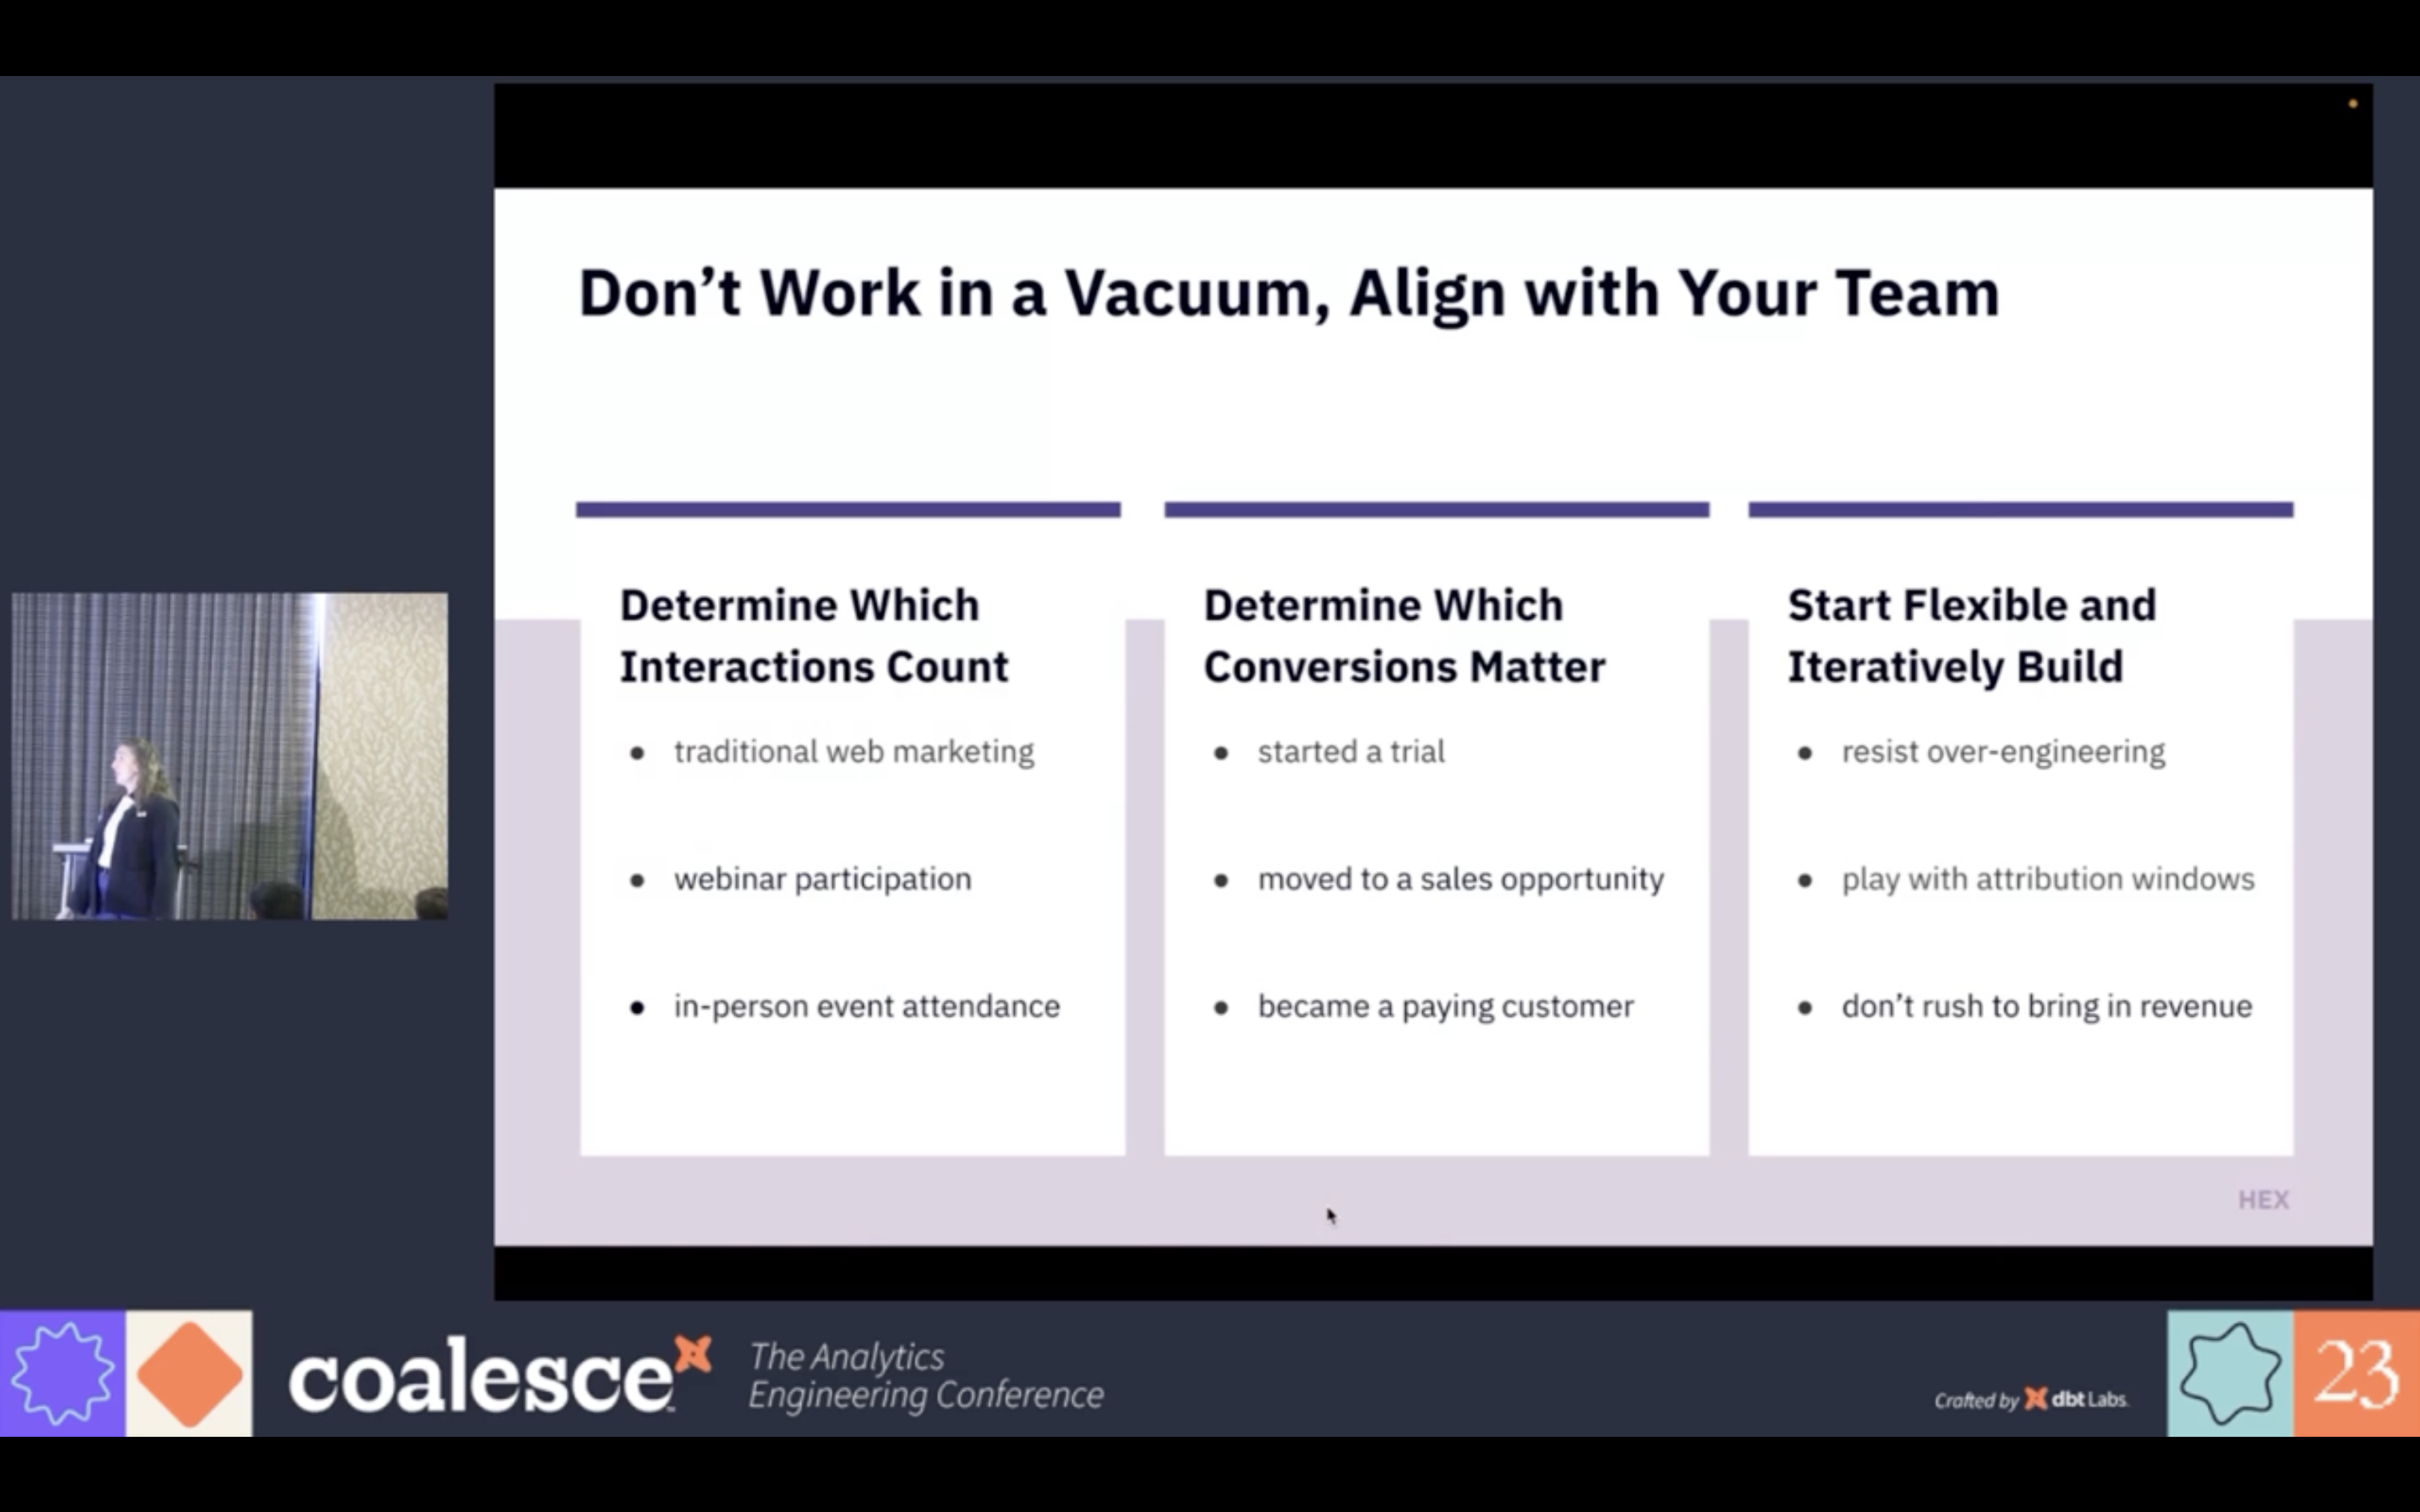 Don’t Work in a Vacuum, Align with Your Team
Determine Which
Interactions Count
• traditional web marketing
• webinar participation
• in-person event attendance
Determine Which
Conversions Matter
• started a trial
• moved to a sales opportunity
• became a paying customer
Start Flexible and
Iteratively Build
• resist over-engineering
• play with attribution windows
• don’t rush to bring in revenue
HEX
coalesce
The Analytics
Engineering Conference
Crafted by dbt Labs
23